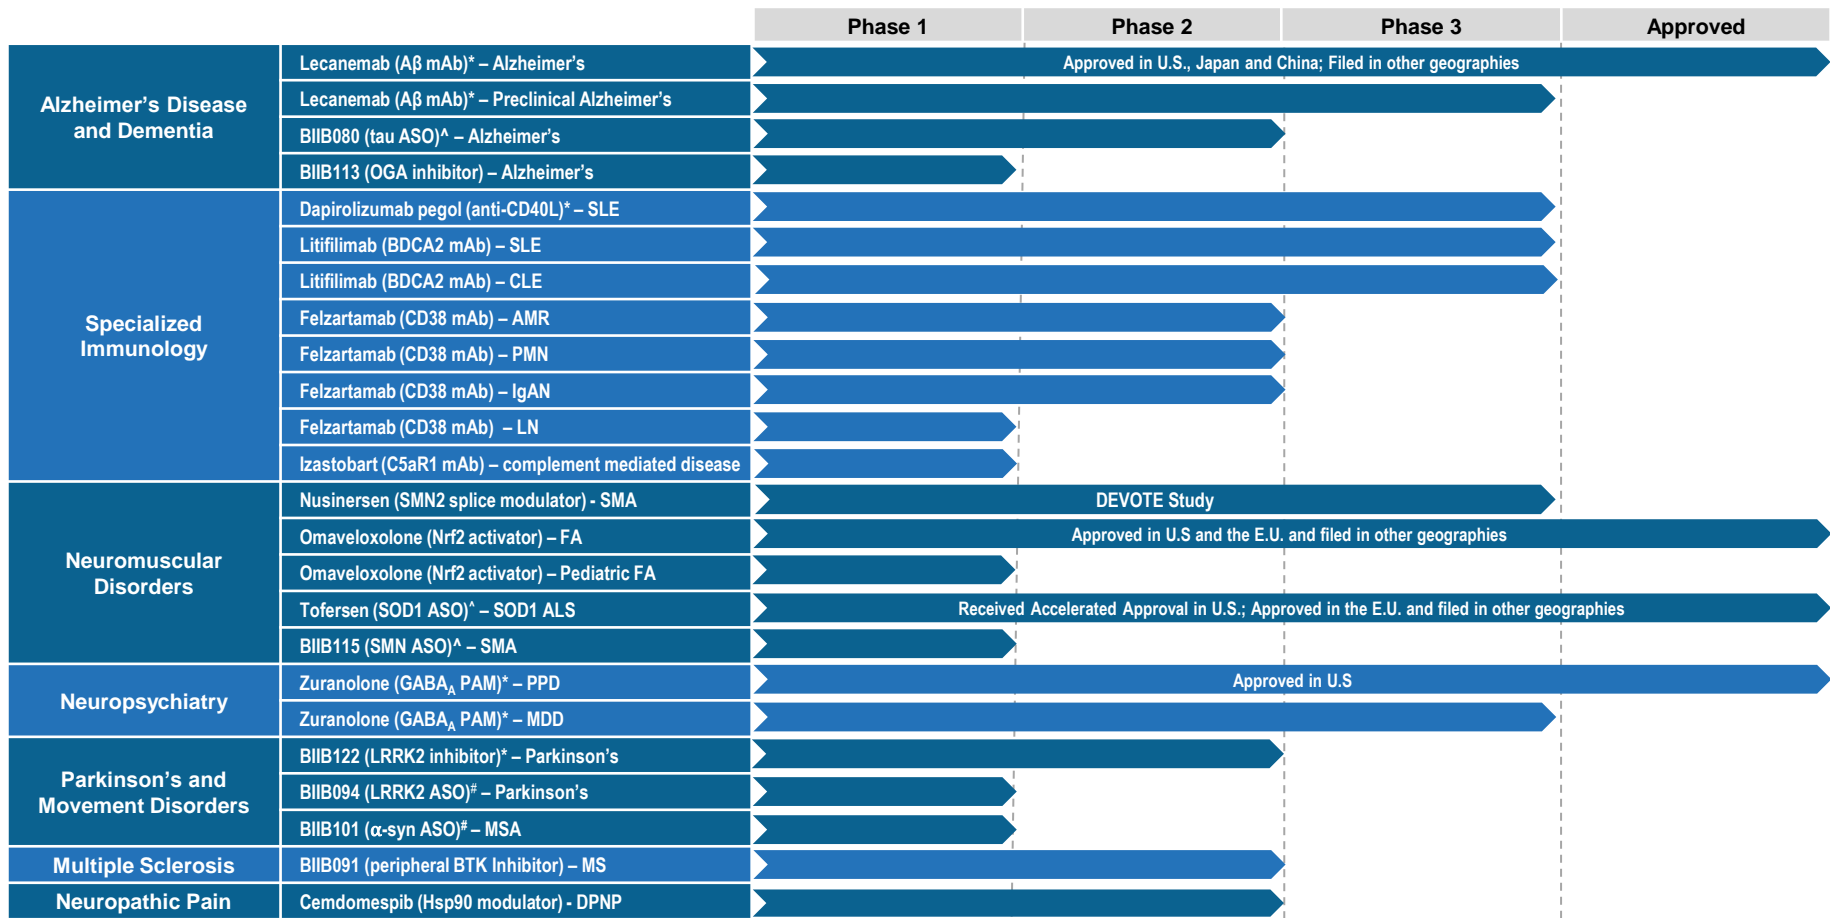 Phase 1 Phase 2 Phase 3 Approved
Alzheimer's Disease
and Dementia
Lecanemab (Aβ mAb)* – Alzheimer's
Approved in U.S., Japan and China; Filed in other geographies
Lecanemab (Aβ mAb)* – Preclinical Alzheimer's
BIIB080 (tau ASO)^ – Alzheimer's
BIIB113 (OGA inhibitor) – Alzheimer's
Specialized
Immunology
Dapirolizumab pegol (anti-CD40L)* – SLE
Litifilimab (BDCA2 mAb) – SLE
Litifilimab (BDCA2 mAb) – CLE
Felzartamab (CD38 mAb) – AMR
Felzartamab (CD38 mAb) – PMN
Felzartamab (CD38 mAb) – IgAN
Felzartamab (CD38 mAb) – LN
Izastobart (C5aR1 mAb) – complement mediated disease
Neuromuscular
Disorders
Nusinersen (SMN2 splice modulator) - SMA
DEVOTE Study
Omaveloxolone (Nrf2 activator) – FA
Approved in U.S and the E.U. and filed in other geographies
Omaveloxolone (Nrf2 activator) – Pediatric FA
Tofersen (SOD1 ASO)^ – SOD1 ALS
Received Accelerated Approval in U.S.; Approved in the E.U. and filed in other geographies
BIIB115 (SMN ASO)^ – SMA
Neuropsychiatry
Zuranolone (GABAA PAM)* – PPD
Approved in U.S
Zuranolone (GABAA PAM)* – MDD
Parkinson's and
Movement Disorders
BIIB122 (LRRK2 inhibitor)* – Parkinson's
BIIB094 (LRRK2 ASO)# – Parkinson's
BIIB101 (α-syn ASO)# – MSA
Multiple Sclerosis
BIIB091 (peripheral BTK Inhibitor) – MS
Neuropathic Pain
Cemdomespib (Hsp90 modulator) - DPNP